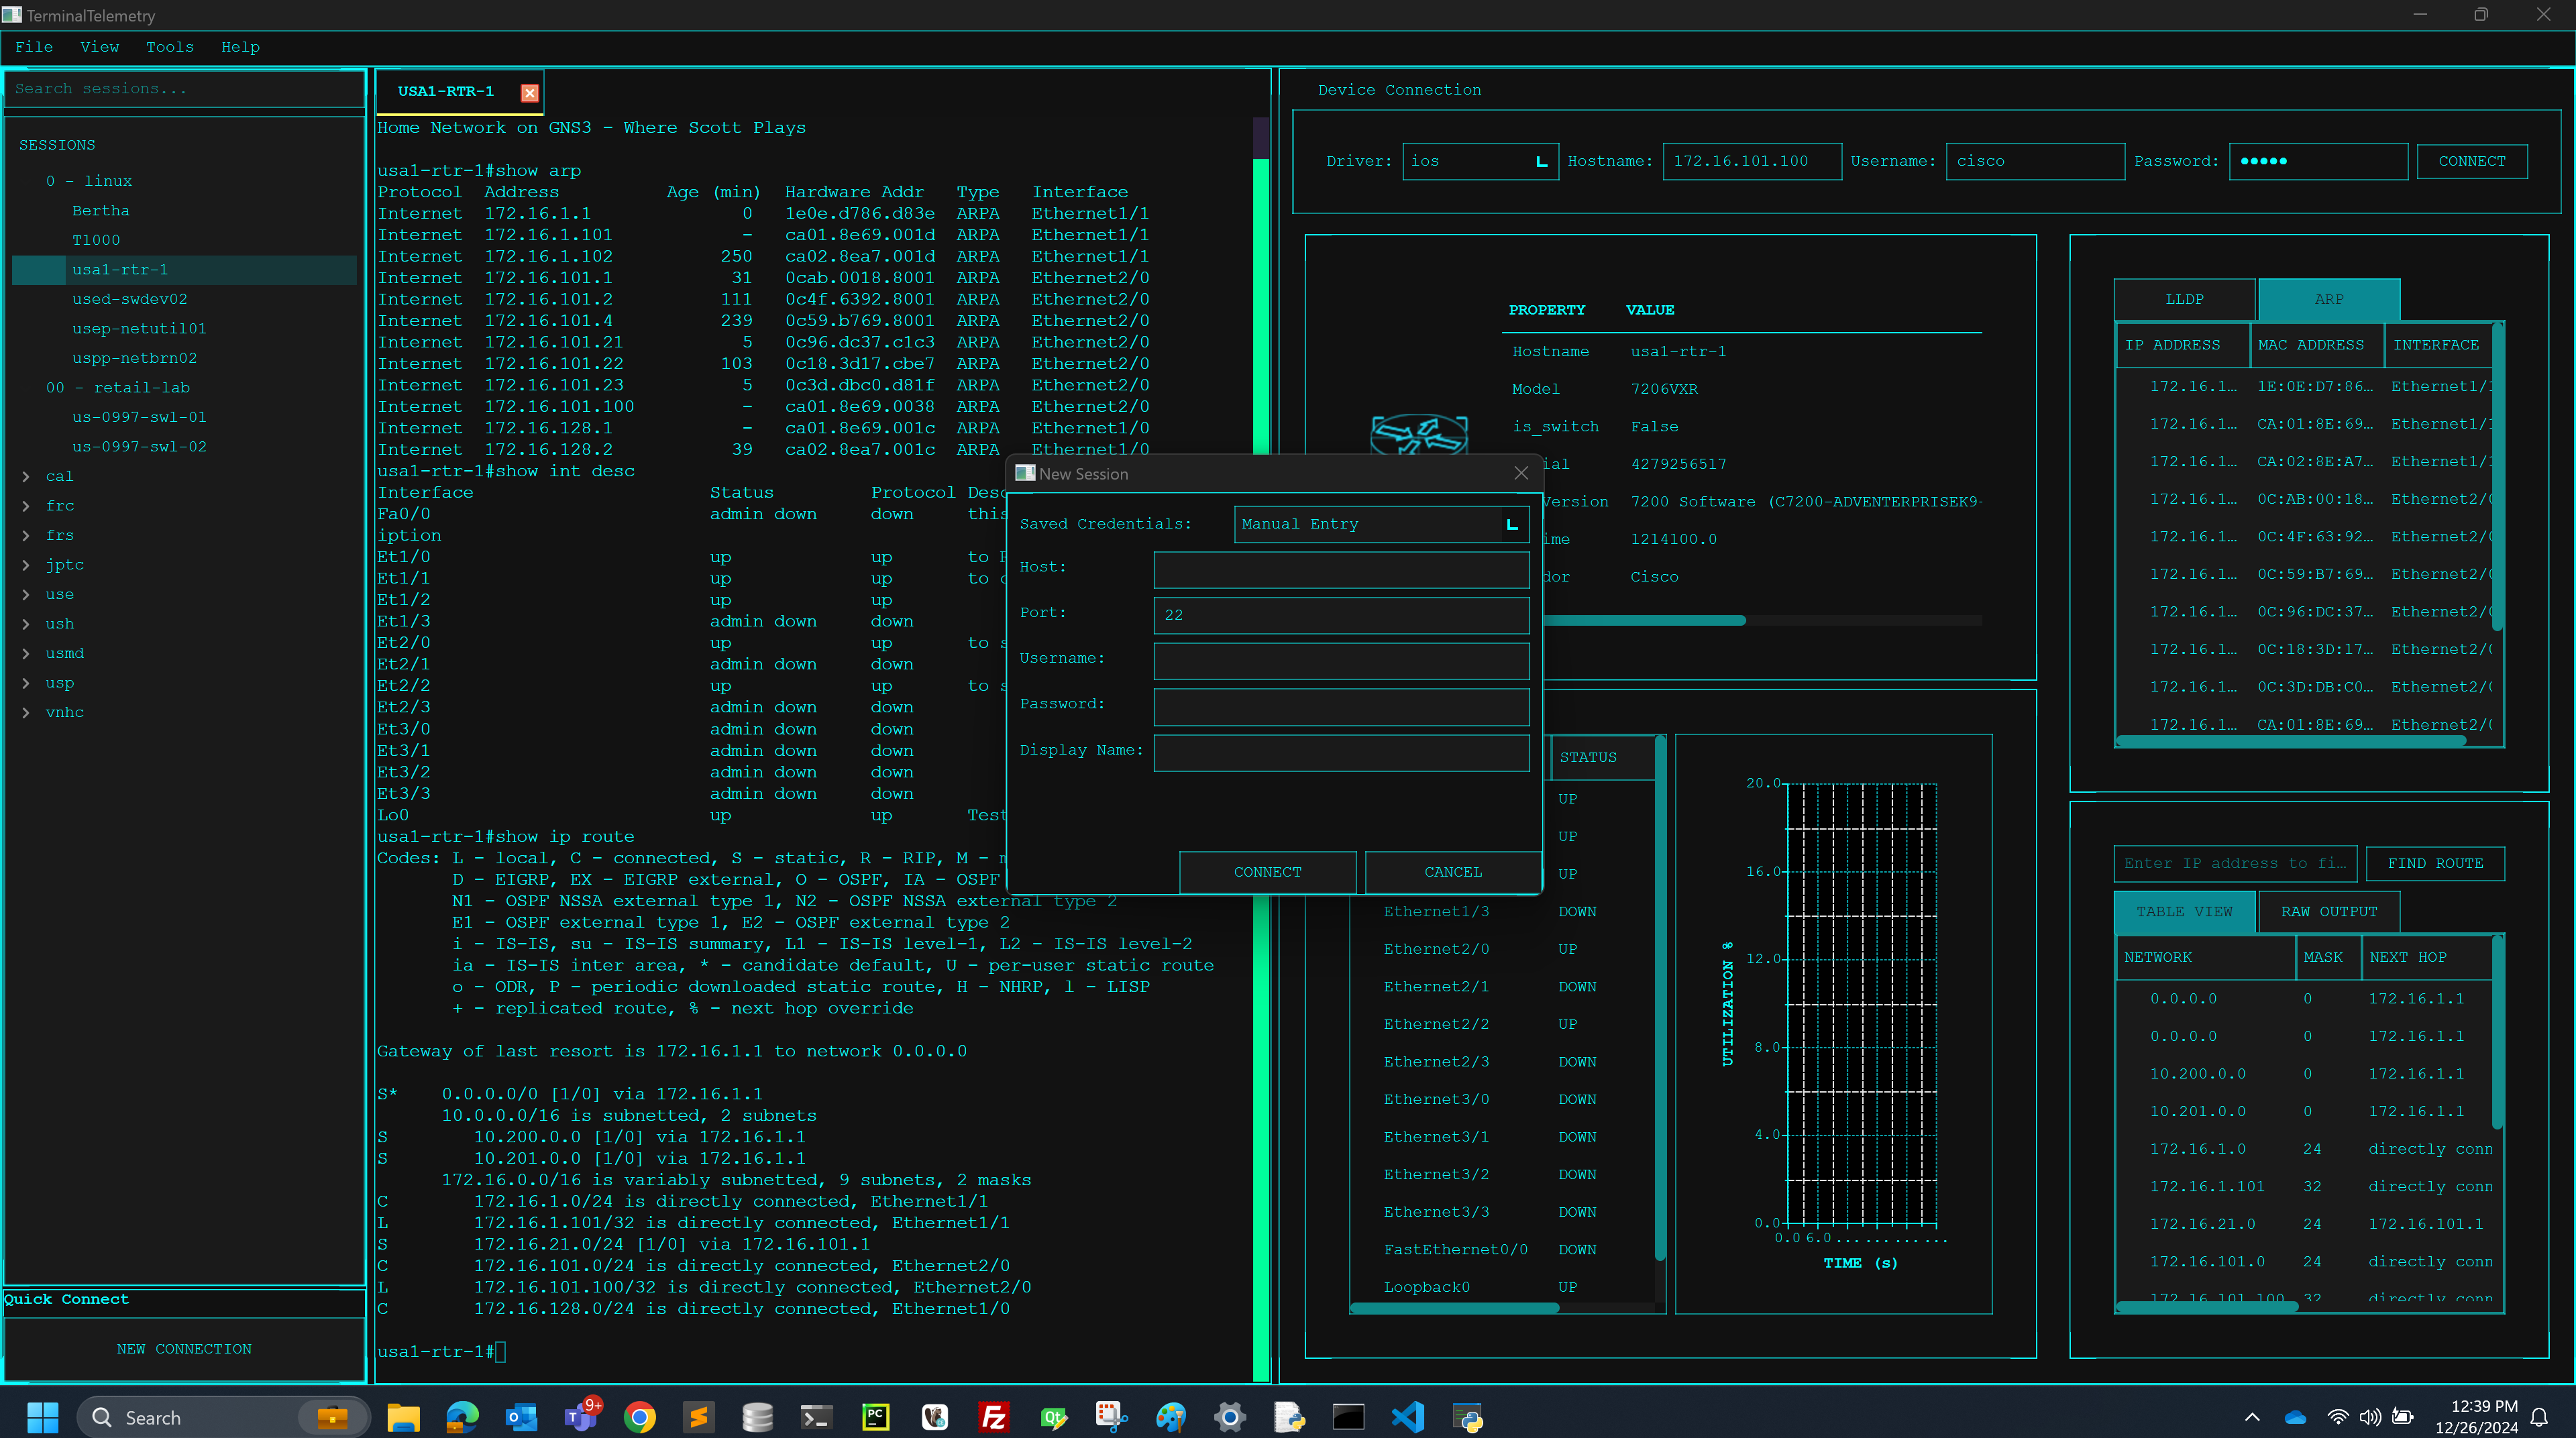 TerminalTelemetry
File View Tools Help
Search sessions...
SESSIONS
0 - linux
Bertha
T1000
usa1-rtr-1
used-swdev02
usep-netutil01
uspp-netbrn02
00 - retail-lab
us-0997-swl-01
us-0997-swl-02
cal
frc
frs
jptc
use
ush
usmd
usp
vnhc
Quick Connect
NEW CONNECTION
USA1-RTR-1
Home Network on GNS3 - Where Scott Plays
usa1-rtr-1#show arp
Protocol Address Age (min) Hardware Addr Type Interface
Internet 172.16.1.1 0 1e0e.d786.d83e ARPA Ethernet1/1
Internet 172.16.1.101 - ca01.8e69.001d ARPA Ethernet1/1
Internet 172.16.1.102 250 ca02.8ea7.001d ARPA Ethernet1/1
Internet 172.16.101.1 31 0cab.0018.8001 ARPA Ethernet2/0
Internet 172.16.101.2 111 0c4f.6392.8001 ARPA Ethernet2/0
Internet 172.16.101.4 239 0c59.b769.8001 ARPA Ethernet2/0
Internet 172.16.101.21 5 0c96.dc37.c1c3 ARPA Ethernet2/0
Internet 172.16.101.22 103 0c18.3d17.cbe7 ARPA Ethernet2/0
Internet 172.16.101.23 5 0c3d.dbc0.d81f ARPA Ethernet2/0
Internet 172.16.101.100 - ca01.8e69.0038 ARPA Ethernet2/0
Internet 172.16.128.1 - ca01.8e69.001c ARPA Ethernet1/0
Internet 172.16.128.2 39 ca02.8ea7.001c ARPA Ethernet1/0
usa1-rtr-1#show int desc
Interface Status Protocol Desc
Fa0/0 admin down down this
iption
Et1/0 up up to
Et1/1 up up to
Et1/2 up up
Et1/3 admin down down
Et2/0 up up to s
Et2/1 admin down down
Et2/2 up up to s
Et2/3 admin down down
Et3/0 admin down down
Et3/1 admin down down
Et3/2 admin down down
Et3/3 admin down down
Lo0 up up Test
usa1-rtr-1#show ip route
Codes: L - local, C - connected, S - static, R - RIP, M - m
D - EIGRP, EX - EIGRP external, O - OSPF, IA - OSPF
N1 - OSPF NSSA external type 1, N2 - OSPF NSSA external type 2
E1 - OSPF external type 1, E2 - OSPF external type 2
i - IS-IS, su - IS-IS summary, L1 - IS-IS level-1, L2 - IS-IS level-2
ia - IS-IS inter area, * - candidate default, U - per-user static route
o - ODR, P - periodic downloaded static route, H - NHRP, l - LISP
+ - replicated route, % - next hop override
Gateway of last resort is 172.16.1.1 to network 0.0.0.0
S* 0.0.0.0/0 [1/0] via 172.16.1.1
10.0.0.0/16 is subnetted, 2 subnets
S 10.200.0.0 [1/0] via 172.16.1.1
S 10.201.0.0 [1/0] via 172.16.1.1
172.16.0.0/16 is variably subnetted, 9 subnets, 2 masks
C 172.16.1.0/24 is directly connected, Ethernet1/1
L 172.16.1.101/32 is directly connected, Ethernet1/1
S 172.16.21.0/24 [1/0] via 172.16.101.1
C 172.16.101.0/24 is directly connected, Ethernet2/0
L 172.16.101.100/32 is directly connected, Ethernet2/0
C 172.16.128.0/24 is directly connected, Ethernet1/0
usa1-rtr-1#
New Session
Saved Credentials: Manual Entry
Host:
Port: 22
Username:
Password:
Display Name:
CONNECT CANCEL
Device Connection
Driver: ios Hostname: 172.16.101.100 Username: cisco Password: ●●●●● CONNECT
PROPERTY VALUE
Hostname usa1-rtr-1
Model 7206VXR
is_switch False
ial 4279256517
Version 7200 Software (C7200-ADVENTERPRISEK9-
ime 1214100.0
dor Cisco
STATUS
UP
UP
UP
Ethernet1/3 DOWN
Ethernet2/0 UP
Ethernet2/1 DOWN
Ethernet2/2 UP
Ethernet2/3 DOWN
Ethernet3/0 DOWN
Ethernet3/1 DOWN
Ethernet3/2 DOWN
Ethernet3/3 DOWN
FastEthernet0/0 DOWN
Loopback0 UP
UTILIZATION %
20.0
16.0
12.0
8.0
4.0
0.0
0.0 6.0 ... ... ... ...
TIME (s)
LLDP ARP
IP ADDRESS MAC ADDRESS INTERFACE
172.16.1… 1E:0E:D7:86… Ethernet1/1
172.16.1… CA:01:8E:69… Ethernet1/1
172.16.1… CA:02:8E:A7… Ethernet1/1
172.16.1… 0C:AB:00:18… Ethernet2/0
172.16.1… 0C:4F:63:92… Ethernet2/0
172.16.1… 0C:59:B7:69… Ethernet2/0
172.16.1… 0C:96:DC:37… Ethernet2/0
172.16.1… 0C:18:3D:17… Ethernet2/0
172.16.1… 0C:3D:DB:C0… Ethernet2/0
172.16.1… CA:01:8E:69… Ethernet2/0
Enter IP address to fi… FIND ROUTE
TABLE VIEW RAW OUTPUT
NETWORK MASK NEXT HOP
0.0.0.0 0 172.16.1.1
0.0.0.0 0 172.16.1.1
10.200.0.0 0 172.16.1.1
10.201.0.0 0 172.16.1.1
172.16.1.0 24 directly conn
172.16.1.101 32 directly conn
172.16.21.0 24 172.16.101.1
172.16.101.0 24 directly conn
172.16.101.100 32 directly conn
Search
9+
12:39 PM
12/26/2024